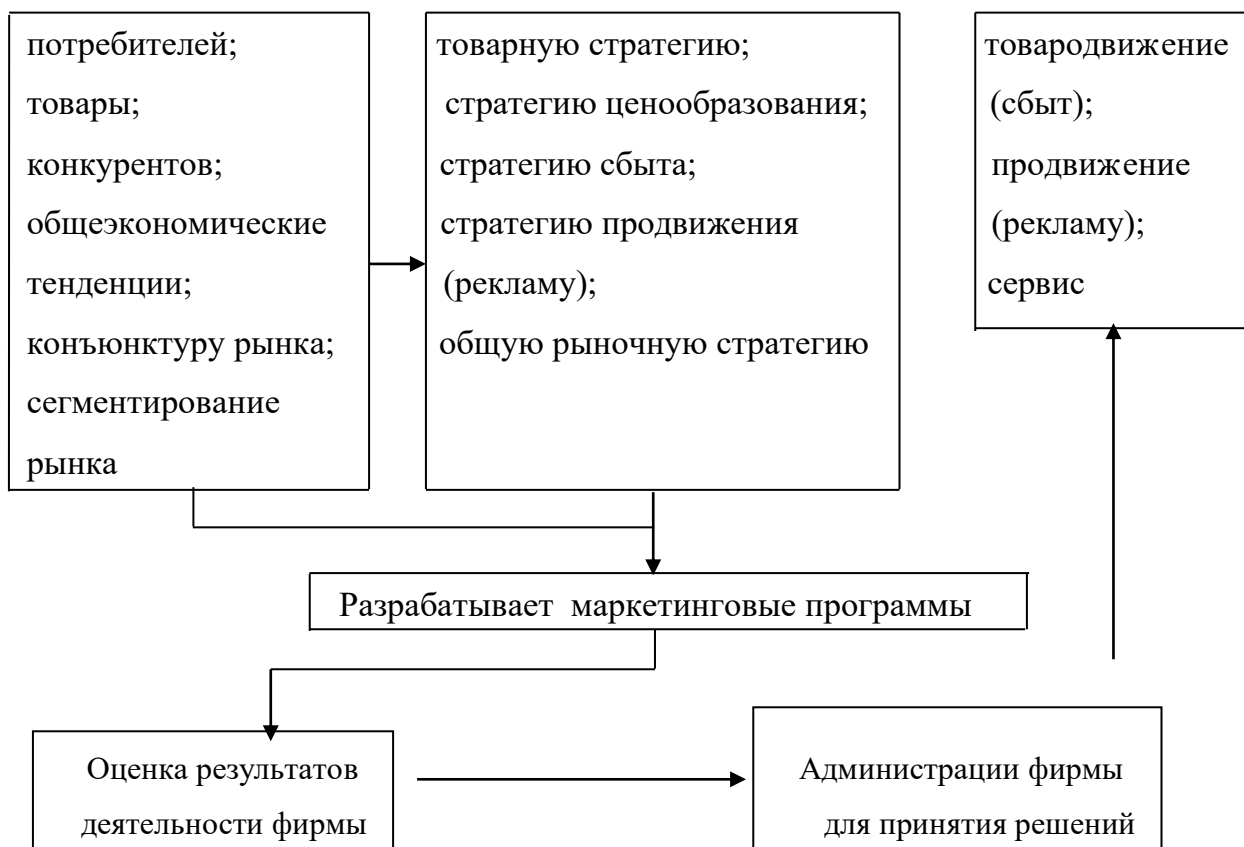 потребителей;
товары;
конкурентов;
общеэкономические
тенденции;
конъюнктуру рынка;
сегментирование
рынка
товарную стратегию;
стратегию ценообразования;
стратегию сбыта;
стратегию продвижения
(рекламу);
общую рыночную стратегию
товародвижение
(сбыт);
продвижение
(рекламу);
сервис
Разрабатывает маркетинговые программы
Оценка результатов
деятельности фирмы
Администрации фирмы
для принятия решений